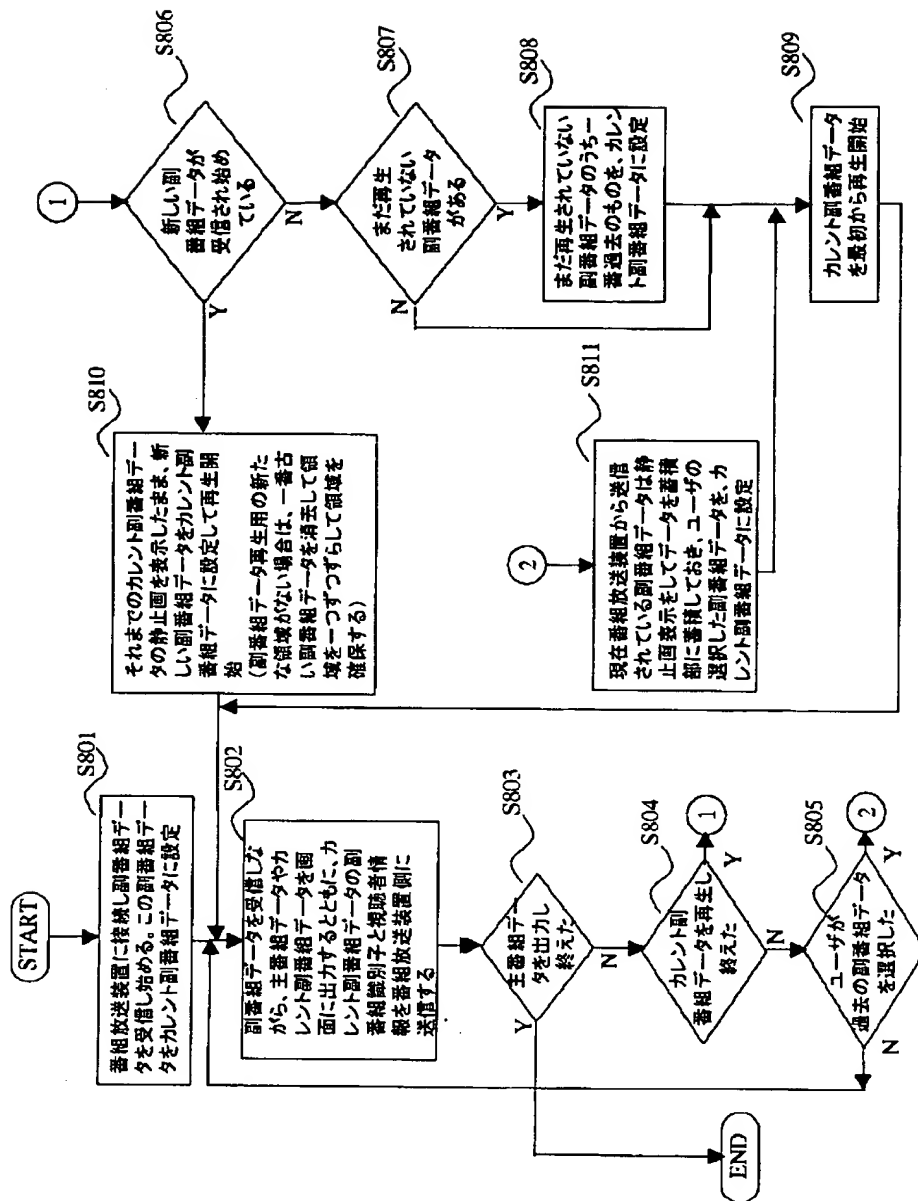 START
S801
番組放送装置に接続し副番組デー
タを受信し始める。この副番組デー
タをカレント副番組データに設定
S802
副番組データを受信しな
がら、主番組データやカ
レント副番組データを画
面に出力するとともに、カ
レント副番組データの副
番組識別子と視聴者情
報を番組放送装置側に
送信する
S803
主番組デー
タを出力し
終えた
Y
N
END
S804
カレント副
番組データを再生し
終えた
Y
1
N
S805
ユーザが
過去の副番組データ
を選択した
Y
2
N
1
S806
新しい副
番組データが
受信され始め
ている
Y
N
S807
まだ再生
されていない
副番組データ
がある
N
Y
S808
まだ再生されていない
副番組データのうち一
番過去のものを、カレン
ト副番組データに設定
S809
カレント副番組データ
を最初から再生開始
S810
それまでのカレント副番組デー
タの静止画を表示したまま、新
しい副番組データをカレント副
番組データに設定して再生開
始
(副番組データ再生用の新た
な領域がない場合は、一番古
い副番組データを消去して領
域を一つずつずらして領域を
確保する)
2
S811
現在番組放送装置から送信
されている副番組データは静
止画表示をしてデータを蓄積
部に蓄積しておき、ユーザの
選択した副番組データを、カ
レント副番組データに設定